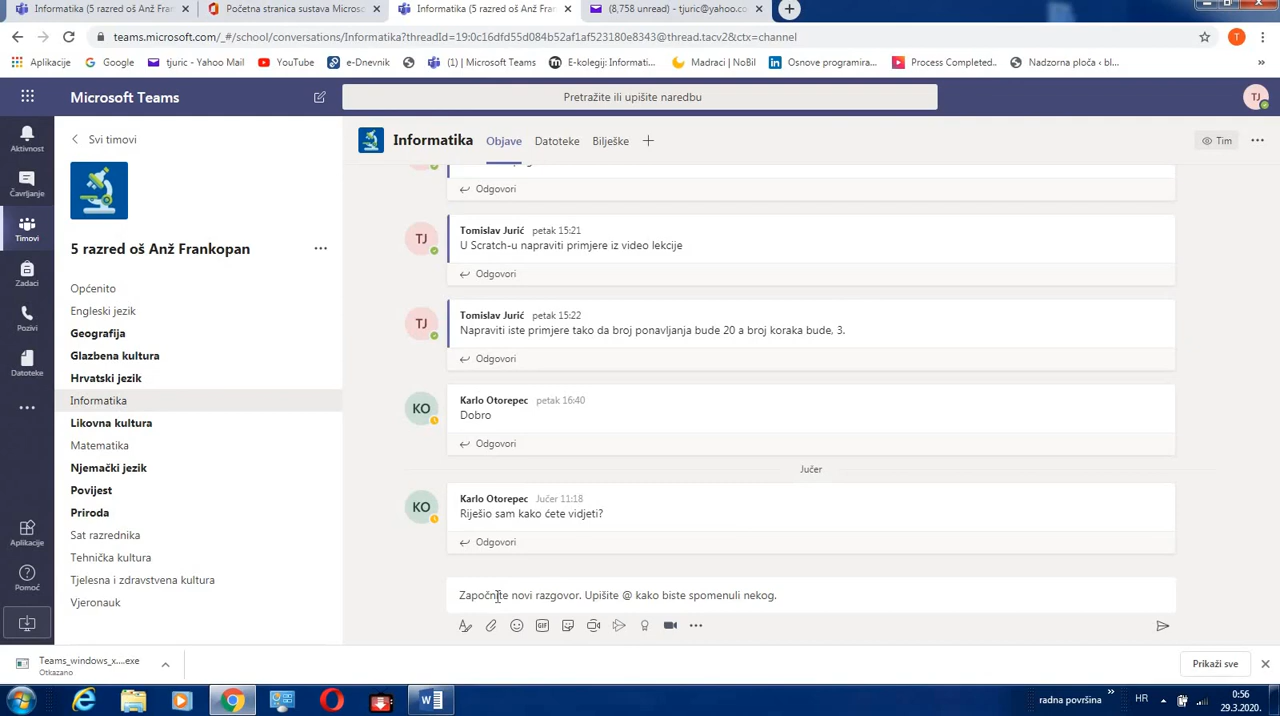 Informatika (5 razred oš Anž Fran
Početna stranica sustava Micros
Informatika (5 razred oš Anž Fran
(8,758 unread) - tjuric@yahoo.co
teams.microsoft.com/_#/school/conversations/Informatika?threadId=19:0c16dfd55d084b52af1af523180e8343@thread.tacv2&ctx=channel
T
Aplikacije
Google
tjuric - Yahoo Mail
YouTube
e-Dnevnik
(1) | Microsoft Teams
E-kolegij: Informati...
Madraci | NoBil
Osnove programira...
Process Completed..
Nadzorna ploča ‹ bl...
»
Microsoft Teams
Pretražite ili upišite naredbu
TJ
Aktivnost
Čavrljanje
Timovi
Zadaci
Pozivi
Datoteke
Aplikacije
Pomoć
Svi timovi
5 razred oš Anž Frankopan
Općenito
Engleski jezik
Geografija
Glazbena kultura
Hrvatski jezik
Informatika
Likovna kultura
Matematika
Njemački jezik
Povijest
Priroda
Sat razrednika
Tehnička kultura
Tjelesna i zdravstvena kultura
Vjeronauk
Informatika Objave Datoteke Bilješke
Tim
Odgovori
TJ
Tomislav Jurić petak 15:21
U Scratch-u napraviti primjere iz video lekcije
Odgovori
TJ
Tomislav Jurić petak 15:22
Napraviti iste primjere tako da broj ponavljanja bude 20 a broj koraka bude, 3.
Odgovori
KO
Karlo Otorepec petak 16:40
Dobro
Odgovori
Jučer
KO
Karlo Otorepec Jučer 11:18
Riješio sam kako ćete vidjeti?
Odgovori
Započnite novi razgovor. Upišite @ kako biste spomenuli nekog.
GIF
Teams_windows_x....exe
Otkazano
Prikaži sve
radna površina
»
HR
0:56
29.3.2020.